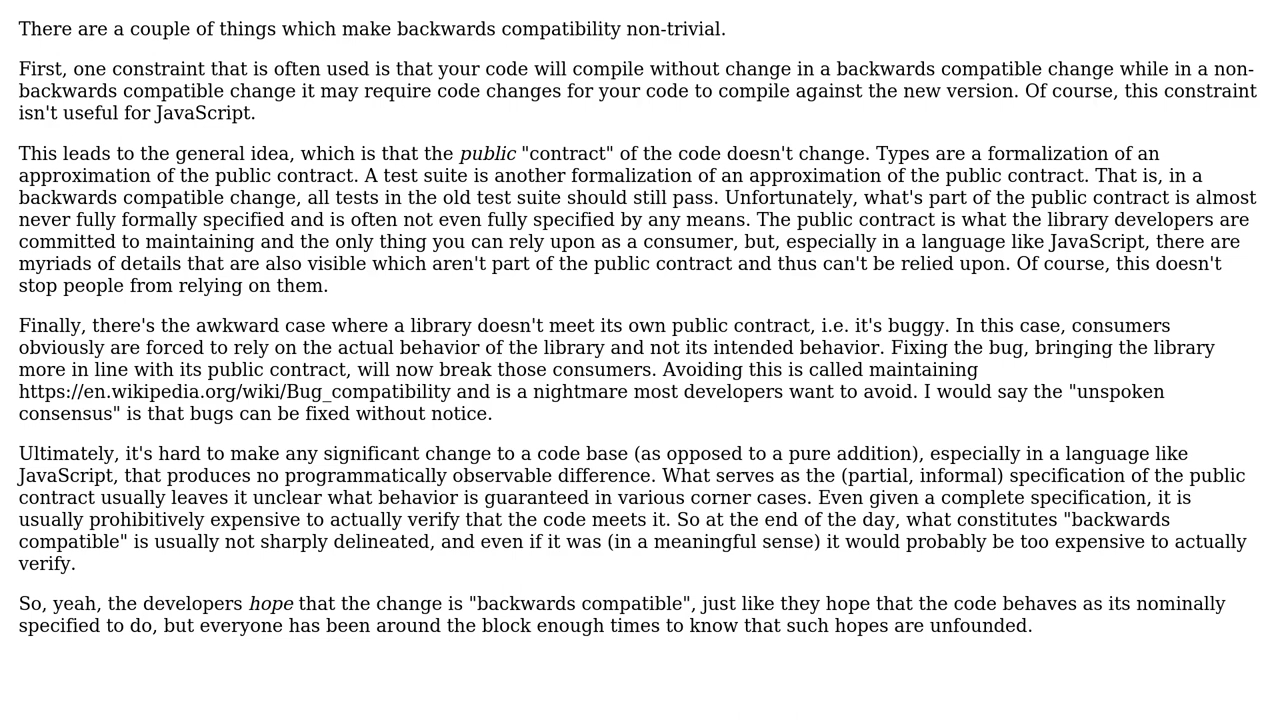 There are a couple of things which make backwards compatibility non-trivial.
First, one constraint that is often used is that your code will compile without change in a backwards compatible change while in a non-
backwards compatible change it may require code changes for your code to compile against the new version. Of course, this constraint
isn't useful for JavaScript.
This leads to the general idea, which is that the public "contract" of the code doesn't change. Types are a formalization of an
approximation of the public contract. A test suite is another formalization of an approximation of the public contract. That is, in a
backwards compatible change, all tests in the old test suite should still pass. Unfortunately, what's part of the public contract is almost
never fully formally specified and is often not even fully specified by any means. The public contract is what the library developers are
committed to maintaining and the only thing you can rely upon as a consumer, but, especially in a language like JavaScript, there are
myriads of details that are also visible which aren't part of the public contract and thus can't be relied upon. Of course, this doesn't
stop people from relying on them.
Finally, there's the awkward case where a library doesn't meet its own public contract, i.e. it's buggy. In this case, consumers
obviously are forced to rely on the actual behavior of the library and not its intended behavior. Fixing the bug, bringing the library
more in line with its public contract, will now break those consumers. Avoiding this is called maintaining
https://en.wikipedia.org/wiki/Bug_compatibility and is a nightmare most developers want to avoid. I would say the "unspoken
consensus" is that bugs can be fixed without notice.
Ultimately, it's hard to make any significant change to a code base (as opposed to a pure addition), especially in a language like
JavaScript, that produces no programmatically observable difference. What serves as the (partial, informal) specification of the public
contract usually leaves it unclear what behavior is guaranteed in various corner cases. Even given a complete specification, it is
usually prohibitively expensive to actually verify that the code meets it. So at the end of the day, what constitutes "backwards
compatible" is usually not sharply delineated, and even if it was (in a meaningful sense) it would probably be too expensive to actually
verify.
So, yeah, the developers hope that the change is "backwards compatible", just like they hope that the code behaves as its nominally
specified to do, but everyone has been around the block enough times to know that such hopes are unfounded.